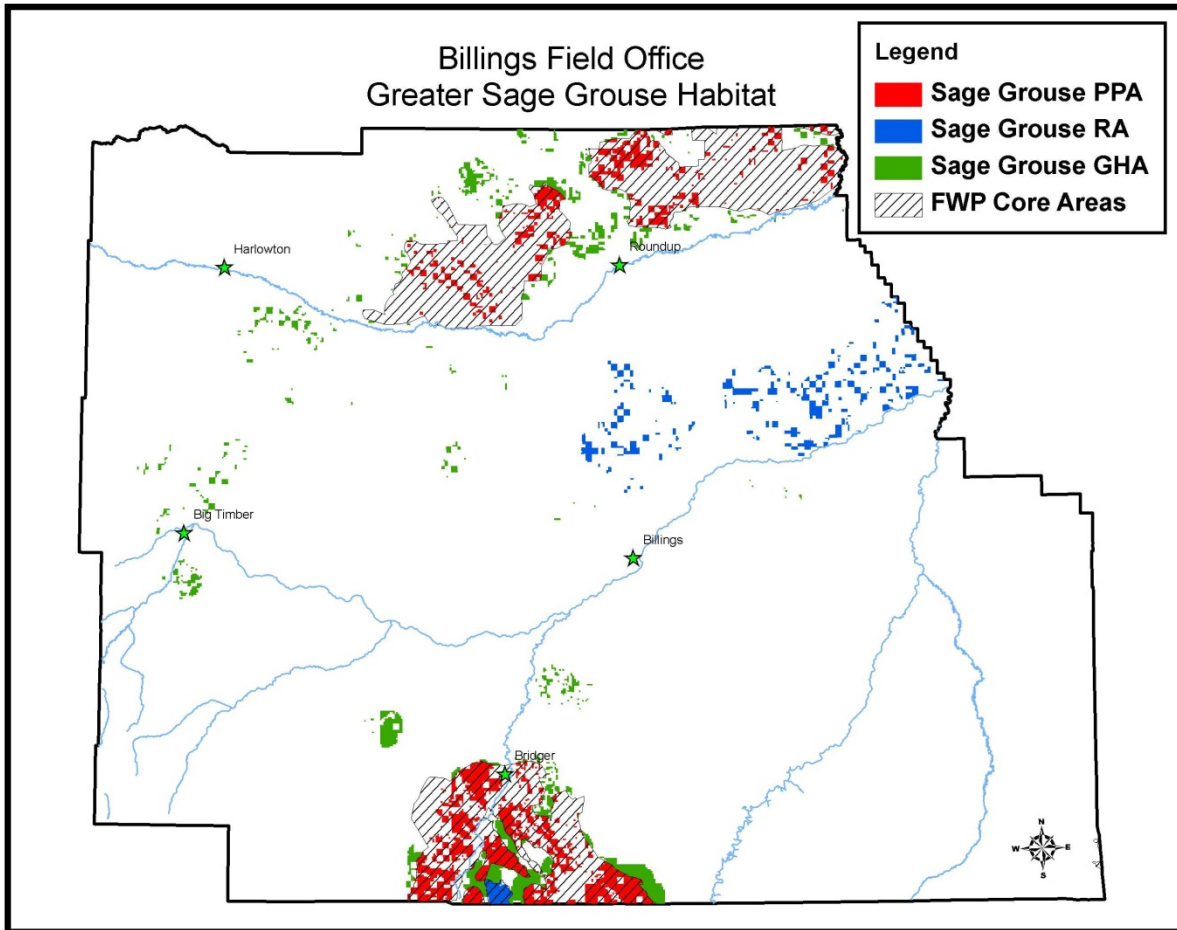 Billings Field Office
Greater Sage Grouse Habitat
Legend
Sage Grouse PPA
Sage Grouse RA
Sage Grouse GHA
FWP Core Areas
Harlowton
Roundup
Big Timber
Billings
Bridger
N
W E
S